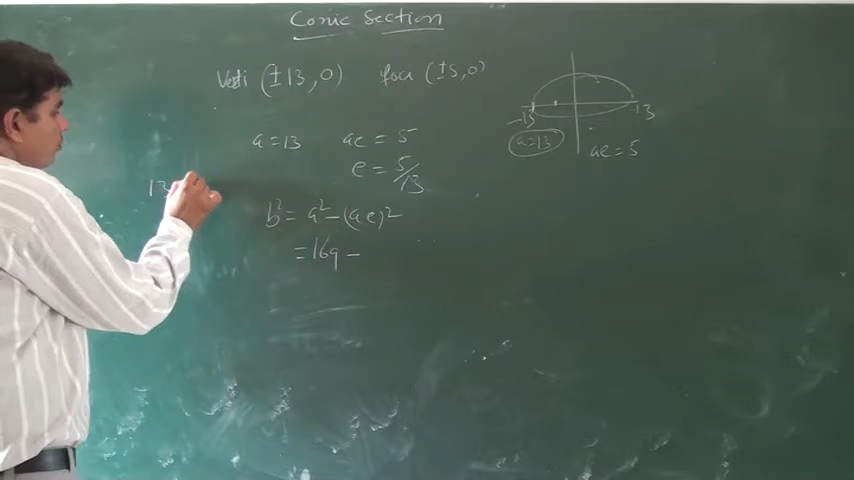 Conic Section
Verti (±13,0) foci (±5,0)
-13 13
a=13 ae = 5
a=13 ae=5
e = 5/13
13
b² = a² - (ae)²
= 169 -